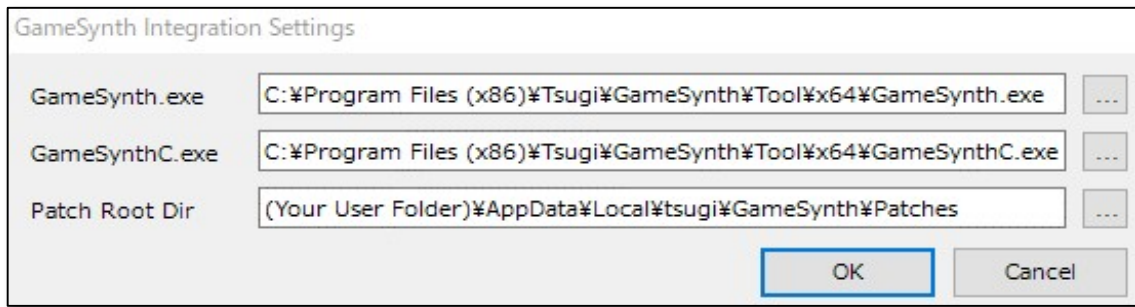 GameSynth Integration Settings
GameSynth.exe C:¥Program Files (x86)¥Tsugi¥GameSynth¥Tool¥x64¥GameSynth.exe ...
GameSynthC.exe C:¥Program Files (x86)¥Tsugi¥GameSynth¥Tool¥x64¥GameSynthC.exe ...
Patch Root Dir (Your User Folder)¥AppData¥Local¥tsugi¥GameSynth¥Patches ...
OK Cancel